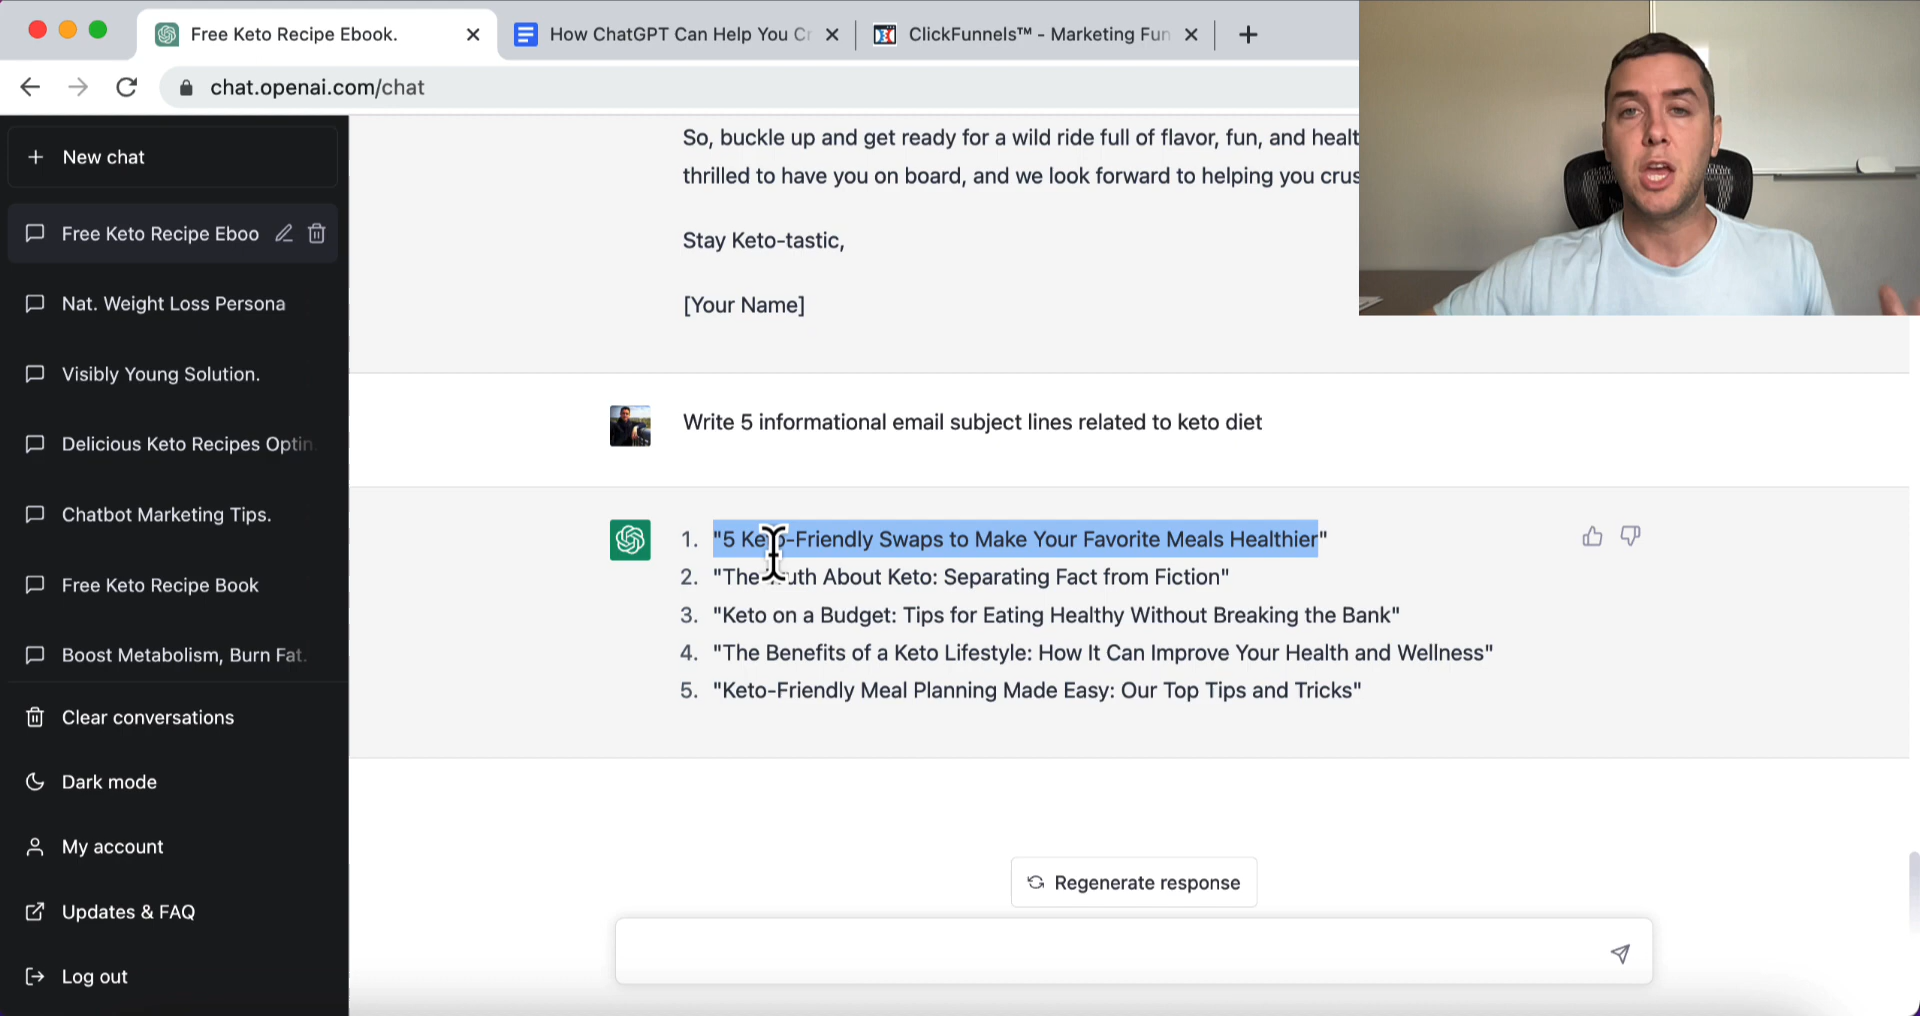 Free Keto Recipe Ebook.
How ChatGPT Can Help You Cr
ClickFunnels™ - Marketing Fun
chat.openai.com/chat
New chat
Free Keto Recipe Eboo
Nat. Weight Loss Persona
Visibly Young Solution.
Delicious Keto Recipes Optin
Chatbot Marketing Tips.
Free Keto Recipe Book
Boost Metabolism, Burn Fat.
Clear conversations
Dark mode
My account
Updates & FAQ
Log out
So, buckle up and get ready for a wild ride full of flavor, fun, and healt
thrilled to have you on board, and we look forward to helping you crus
Stay Keto-tastic,
[Your Name]
Write 5 informational email subject lines related to keto diet
1. "5 Keto-Friendly Swaps to Make Your Favorite Meals Healthier"
2. "The Truth About Keto: Separating Fact from Fiction"
3. "Keto on a Budget: Tips for Eating Healthy Without Breaking the Bank"
4. "The Benefits of a Keto Lifestyle: How It Can Improve Your Health and Wellness"
5. "Keto-Friendly Meal Planning Made Easy: Our Top Tips and Tricks"
Regenerate response